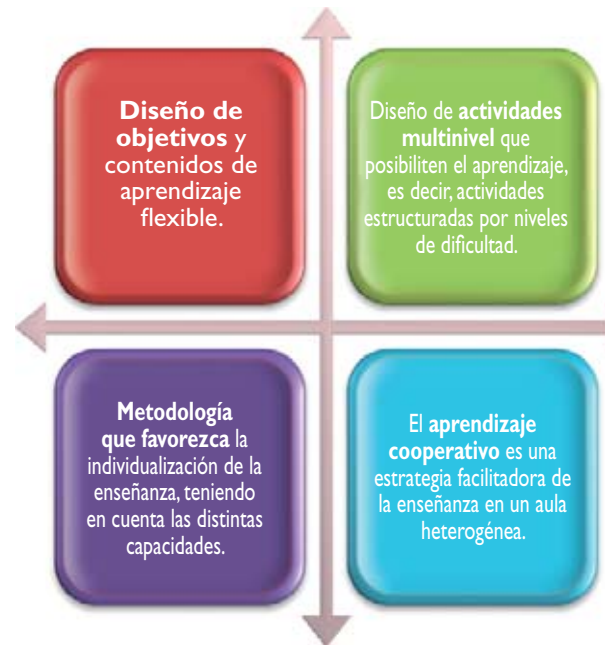 Diseño de
objetivos y
contenidos de
aprendizaje
flexible.
Diseño de actividades
multinivel que
posibiliten el aprendizaje,
es decir, actividades
estructuradas por niveles
de dificultad.
Metodología
que favorezca la
individualización de la
enseñanza, teniendo
en cuenta las distintas
capacidades.
El aprendizaje
cooperativo es una
estrategia facilitadora de
la enseñanza en un aula
heterogénea.